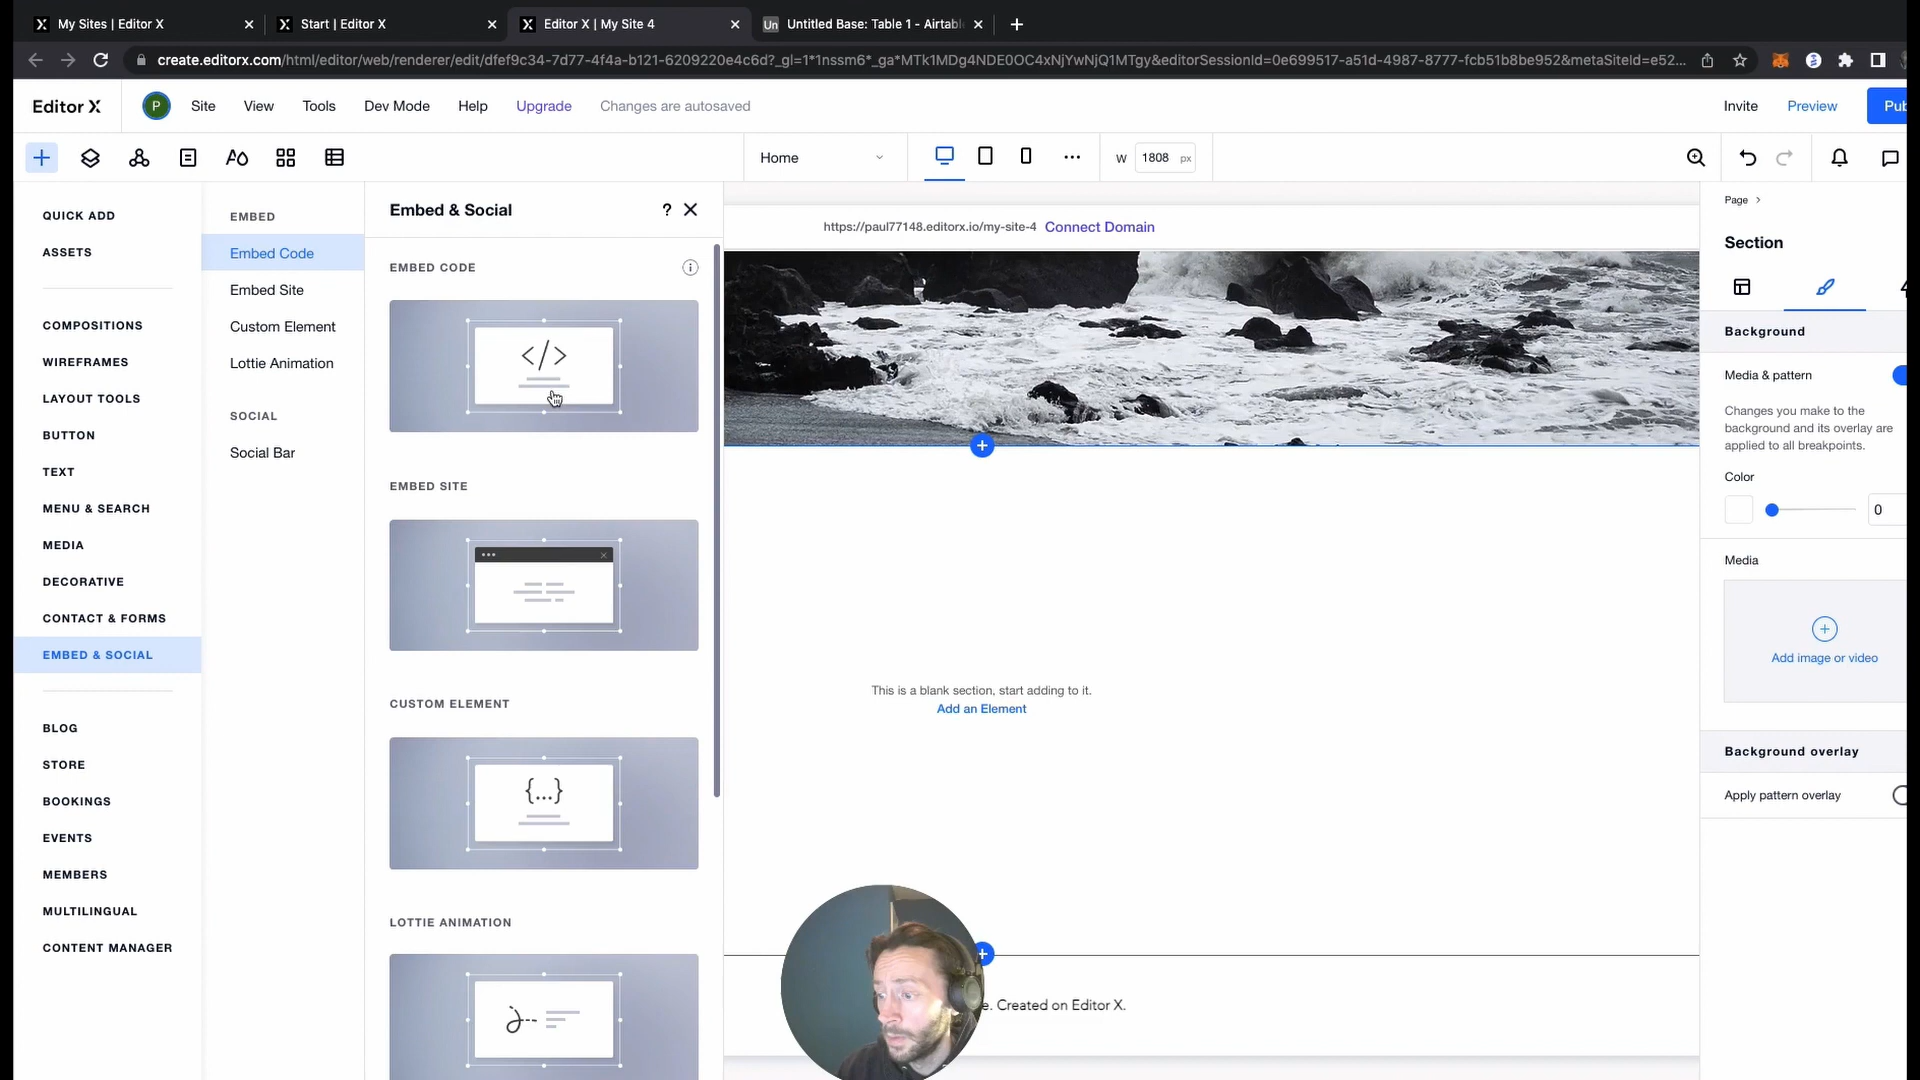 My Sites | Editor X
Start | Editor X
Editor X | My Site 4
Un Untitled Base: Table 1 - Airtab
create.editorx.com/html/editor/web/renderer/edit/dfef9c34-7d77-4f4a-b121-6209220e4c6d?_gl=1*1nssm6*_ga*MTk1MDg4NDE0OC4xNjYwNjQ1MTgy&editorSessionId=0e699517-a51d-4987-8777-fcb51b8be952&metaSiteId=e52...
Editor X
P
Site
View
Tools
Dev Mode
Help
Upgrade
Changes are autosaved
Invite
Preview
Pub
Home
W 1808 px
QUICK ADD
ASSETS
COMPOSITIONS
WIREFRAMES
LAYOUT TOOLS
BUTTON
TEXT
MENU & SEARCH
MEDIA
DECORATIVE
CONTACT & FORMS
EMBED & SOCIAL
BLOG
STORE
BOOKINGS
EVENTS
MEMBERS
MULTILINGUAL
CONTENT MANAGER
EMBED
Embed Code
Embed Site
Custom Element
Lottie Animation
SOCIAL
Social Bar
Embed & Social
?
EMBED CODE
</>
EMBED SITE
CUSTOM ELEMENT
{...}
LOTTIE ANIMATION
https://paul77148.editorx.io/my-site-4 Connect Domain
This is a blank section, start adding to it.
Add an Element
e. Created on Editor X.
Page >
Section
Background
Media & pattern
Changes you make to the
background and its overlay are
applied to all breakpoints.
Color
0
Media
Add image or video
Background overlay
Apply pattern overlay